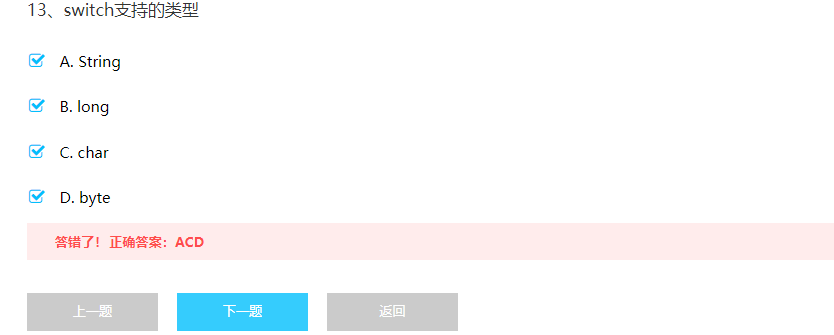 13、switch支持的类型
A. String
B. long
C. char
D. byte
答错了！正确答案：ACD
上一题 下一题 返回